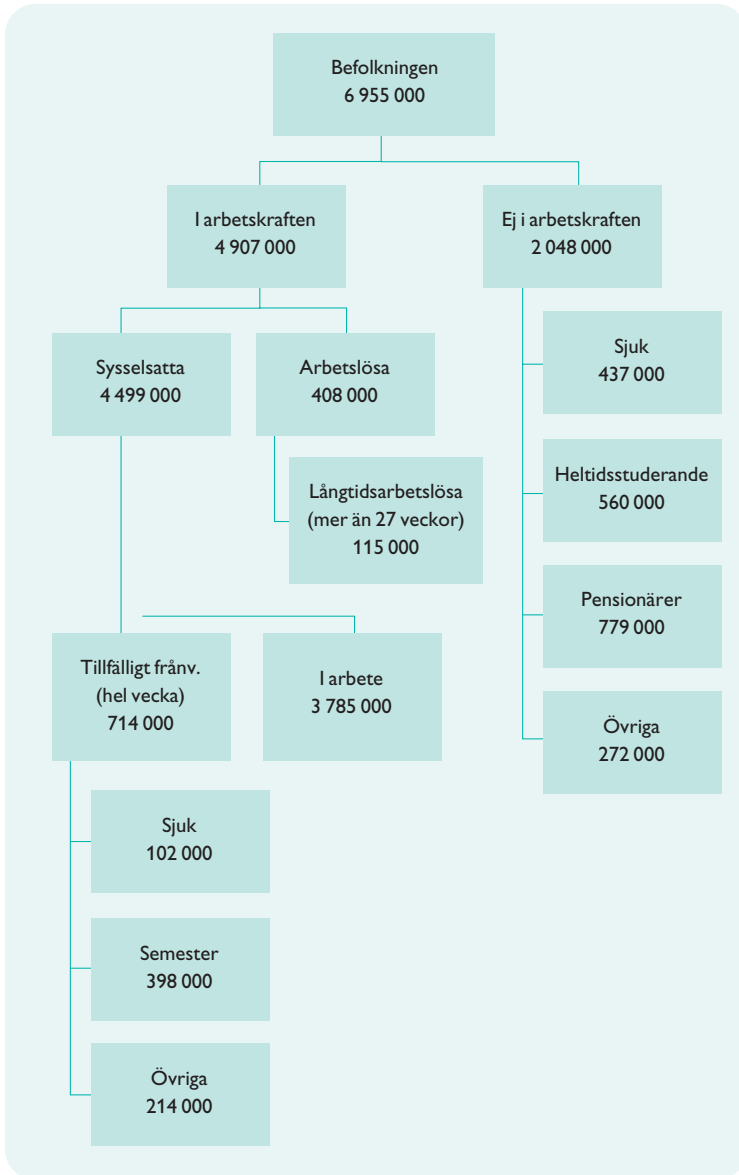 Befolkningen
6 955 000
I arbetskraften
4 907 000
Ej i arbetskraften
2 048 000
Sysselsatta
4 499 000
Arbetslösa
408 000
Långtidsarbetslösa
(mer än 27 veckor)
115 000
Tillfälligt frånv.
(hel vecka)
714 000
I arbete
3 785 000
Sjuk
102 000
Semester
398 000
Övriga
214 000
Sjuk
437 000
Heltidsstuderande
560 000
Pensionärer
779 000
Övriga
272 000